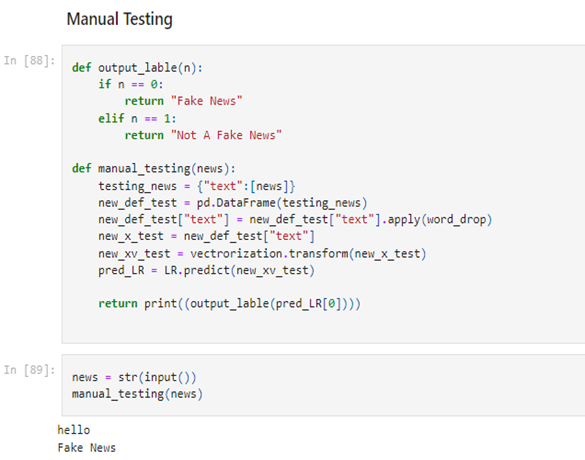 Manual Testing
In [88]:
def output_lable(n):
    if n == 0:
        return "Fake News"
    elif n == 1:
        return "Not A Fake News"
def manual_testing(news):
    testing_news = {"text":[news]}
    new_def_test = pd.DataFrame(testing_news)
    new_def_test["text"] = new_def_test["text"].apply(word_drop)
    new_x_test = new_def_test["text"]
    new_xv_test = vectrorization.transform(new_x_test)
    pred_LR = LR.predict(new_xv_test)
    return print((output_lable(pred_LR[0])))
In [89]:
news = str(input())
manual_testing(news)
hello
Fake News